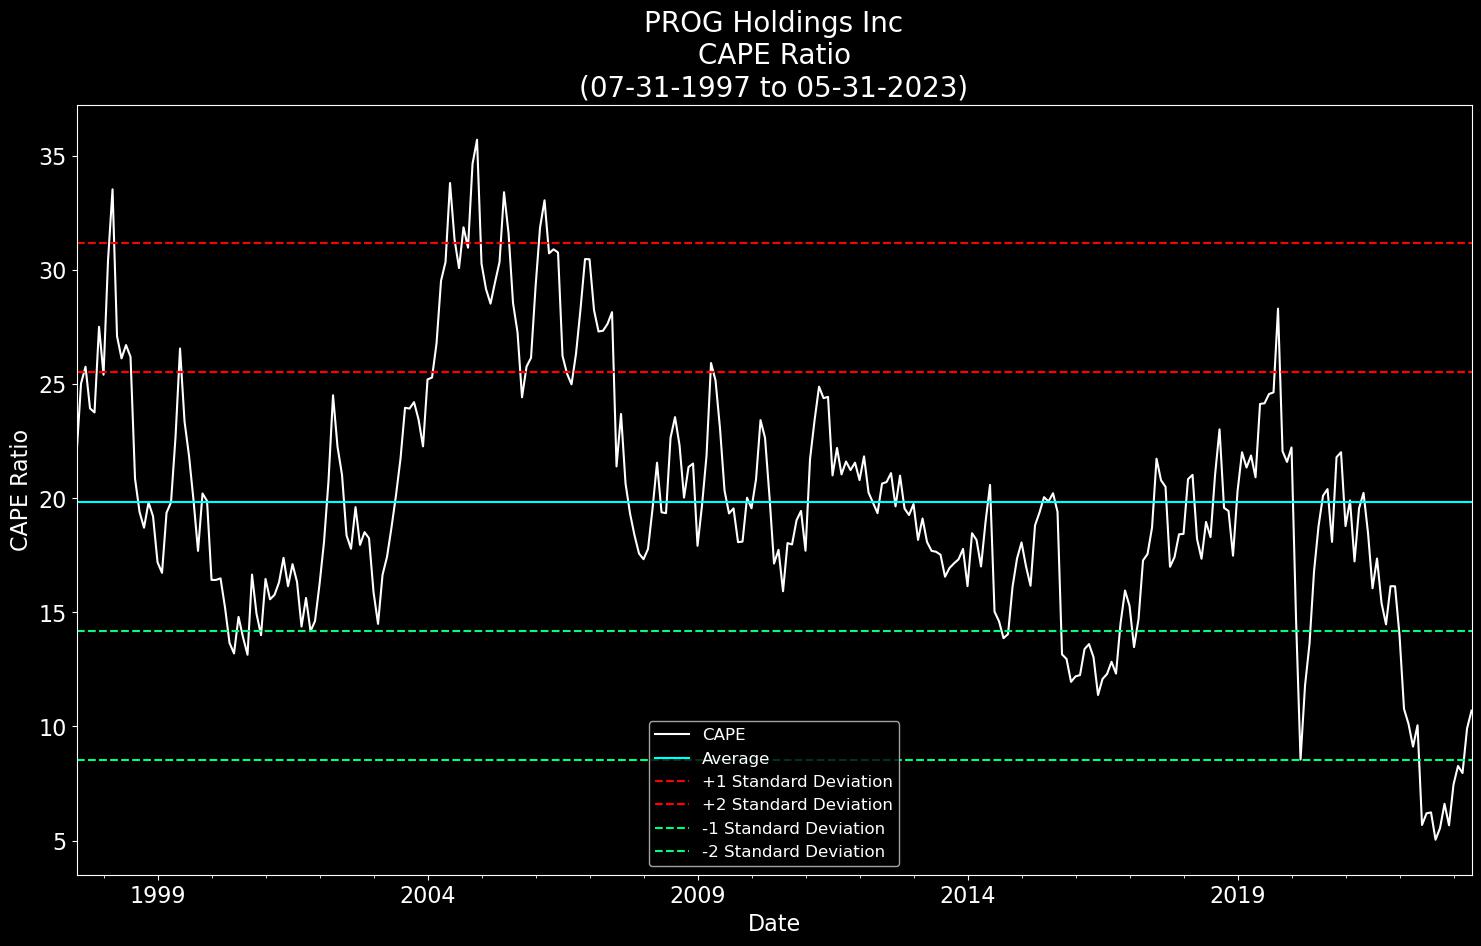 PROG Holdings Inc
CAPE Ratio
(07-31-1997 to 05-31-2023)
CAPE Ratio
35
30
25
20
15
10
5
CAPE
Average
+1 Standard Deviation
+2 Standard Deviation
-1 Standard Deviation
-2 Standard Deviation
1999 2004 2009 2014 2019
Date